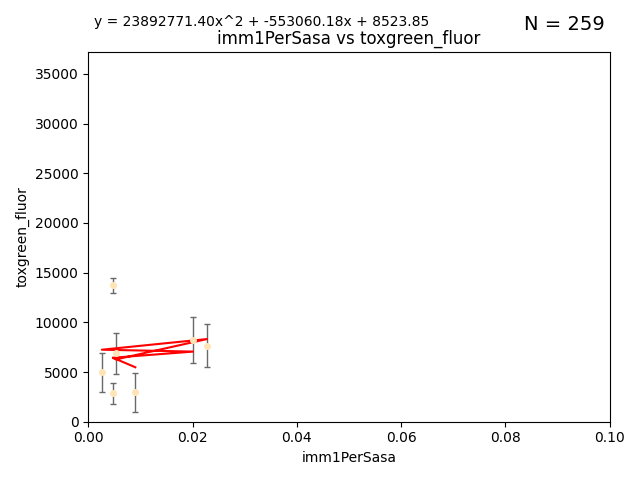 y = 23892771.40x^2 + -553060.18x + 8523.85
N = 259
imm1PerSasa vs toxgreen_fluor
35000
30000
25000
20000
15000
10000
5000
0
toxgreen_fluor
0.00 0.02 0.04 0.06 0.08 0.10
imm1PerSasa